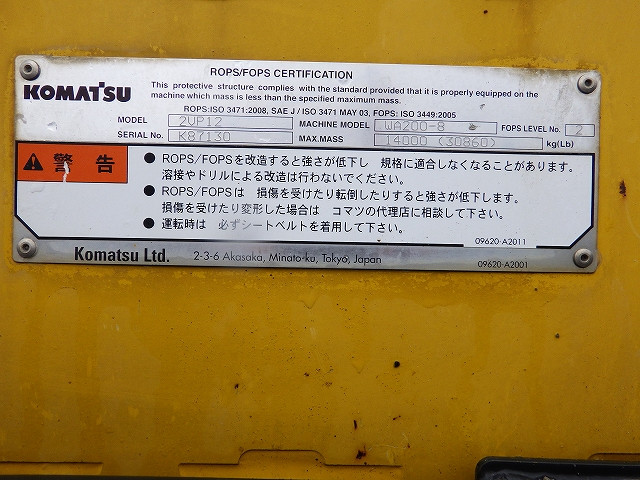 ROPS/FOPS CERTIFICATION
KOMATSU
This protective structure complies with the standard provided that it is properly equipped on the
machine which mass is less than the specified maximum mass.
ROPS:ISO 3471:2008, SAE J / ISO 3471 MAY 03, FOPS: ISO 3449:2005
MODEL 2UP12 MACHINE MODEL WA200-8 FOPS LEVEL No. 2
SERIAL No. K87130 MAX.MASS 14000 (30860) kg(Lb)
警告
● ROPS/FOPSを改造すると強さが低下し 規格に適合しなくなることがあります。
溶接やドリルによる改造は行わないでください。
● ROPS/FOPSは 損傷を受けたり転倒したりすると強さが低下します。
損傷を受けたり変形した場合は コマツの代理店に相談して下さい。
● 運転時は 必ずシートベルトを着用して下さい。
09620-A2011
Komatsu Ltd. 2-3-6 Akasaka, Minato-ku, Tokyo, Japan
09620-A2001